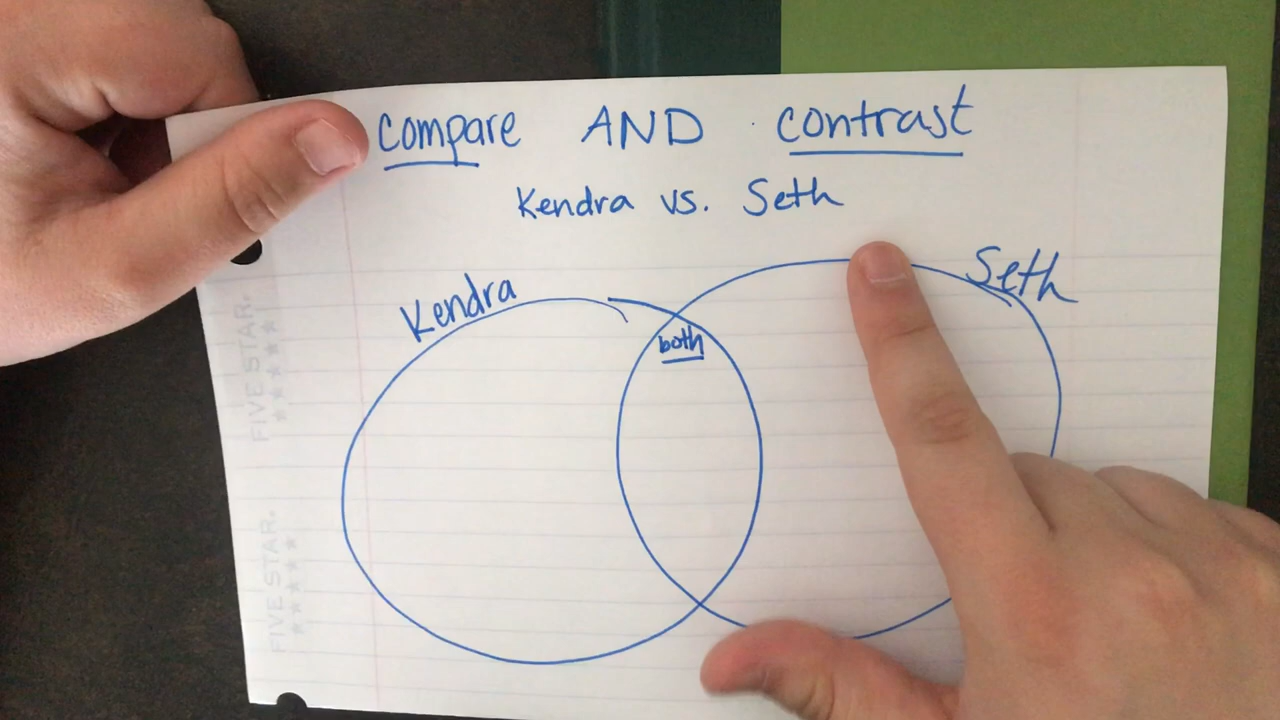 compare AND contrast
Kendra vs. Seth
Kendra
Seth
both
FIVE STAR.
FIVE STAR.